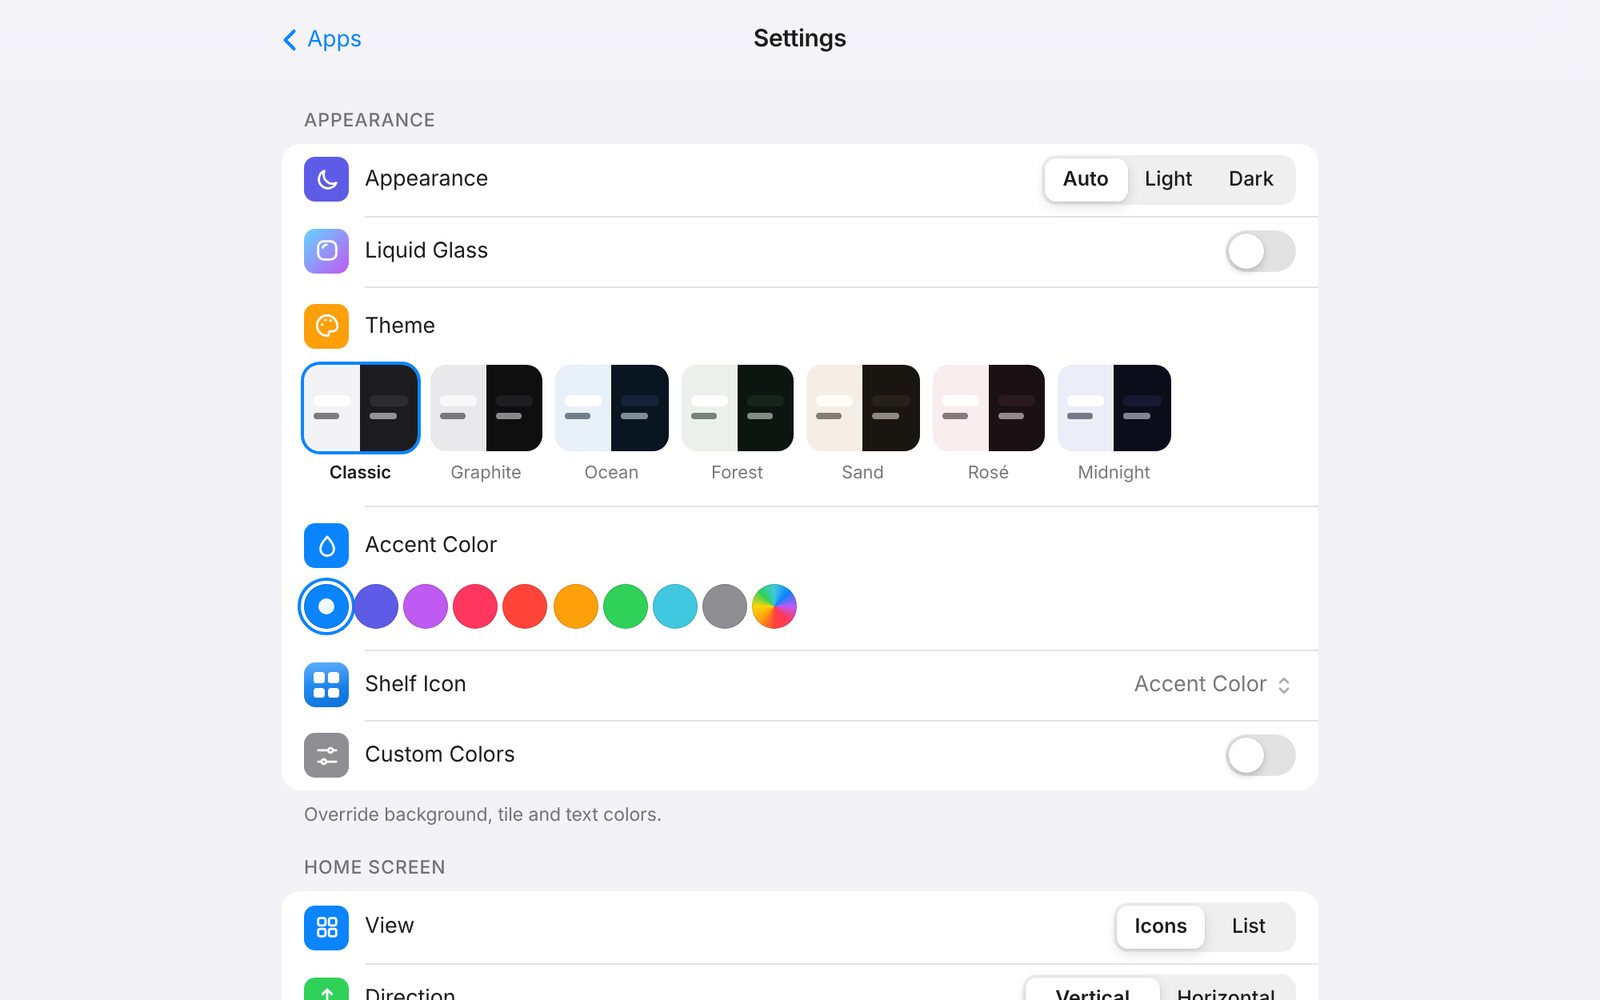 Apps
Settings
APPEARANCE
Appearance
Auto Light Dark
Liquid Glass
Theme
Classic Graphite Ocean Forest Sand Rosé Midnight
Accent Color
Shelf Icon
Accent Color
Custom Colors
Override background, tile and text colors.
HOME SCREEN
View
Icons List
Direction
Vertical Horizontal